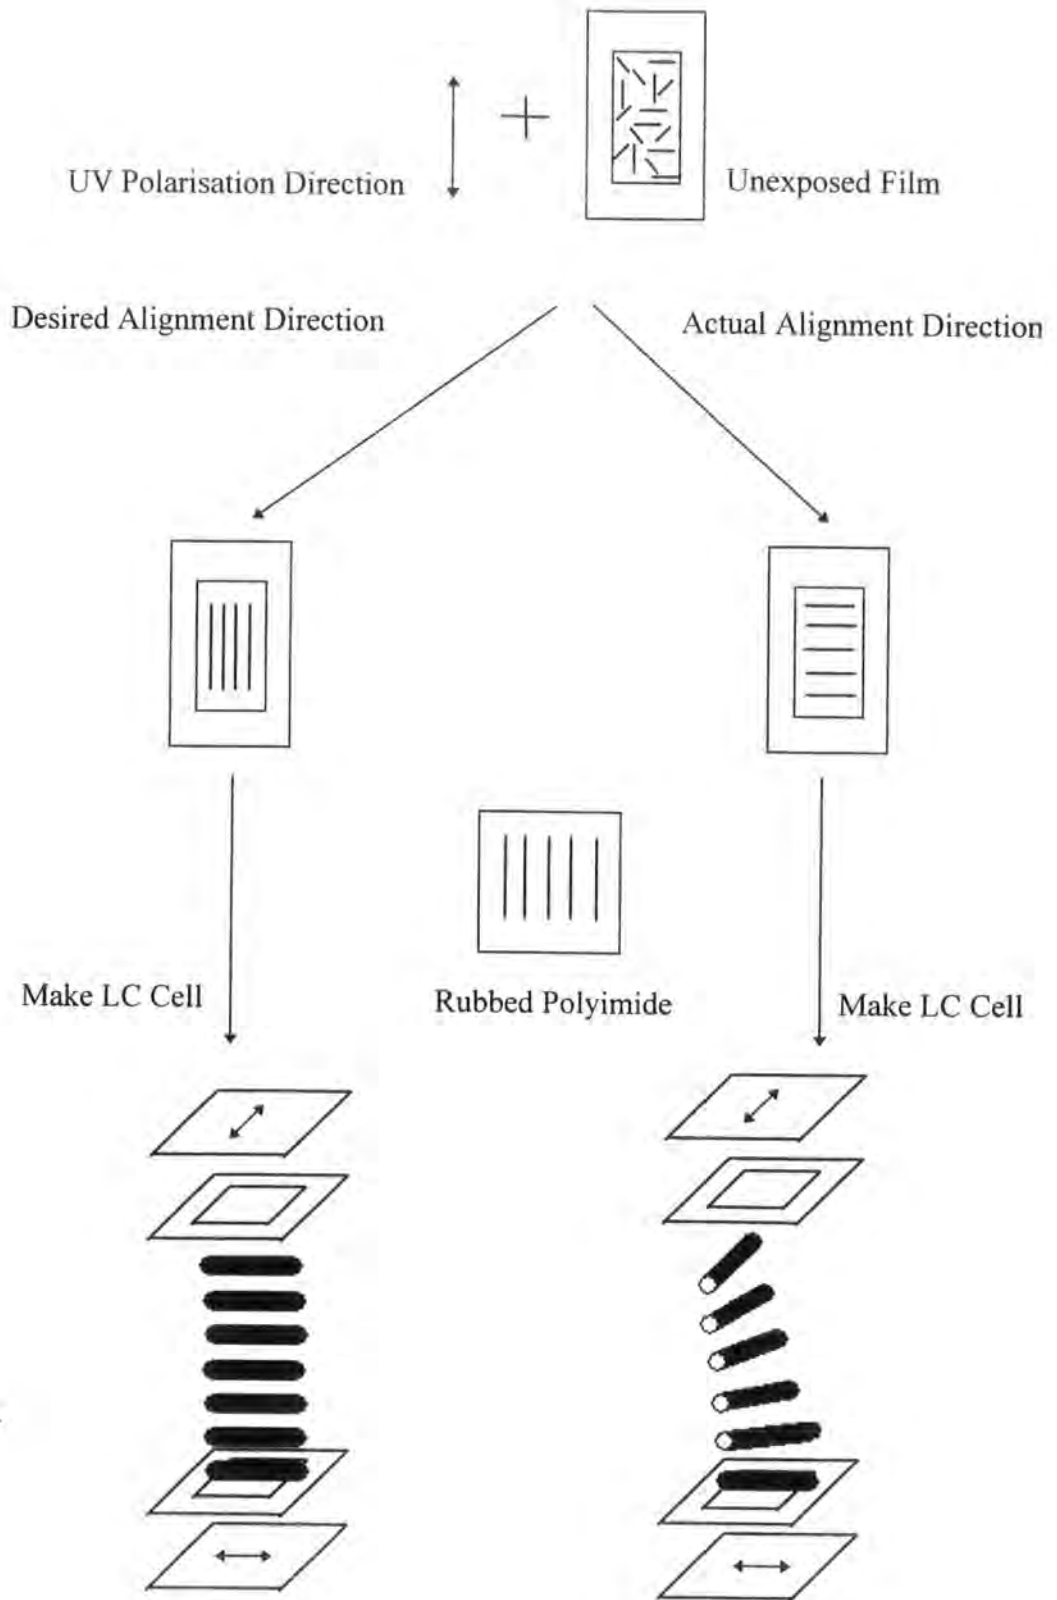 UV Polarisation Direction
Unexposed Film
Desired Alignment Direction
Actual Alignment Direction
Make LC Cell
Rubbed Polyimide
Make LC Cell